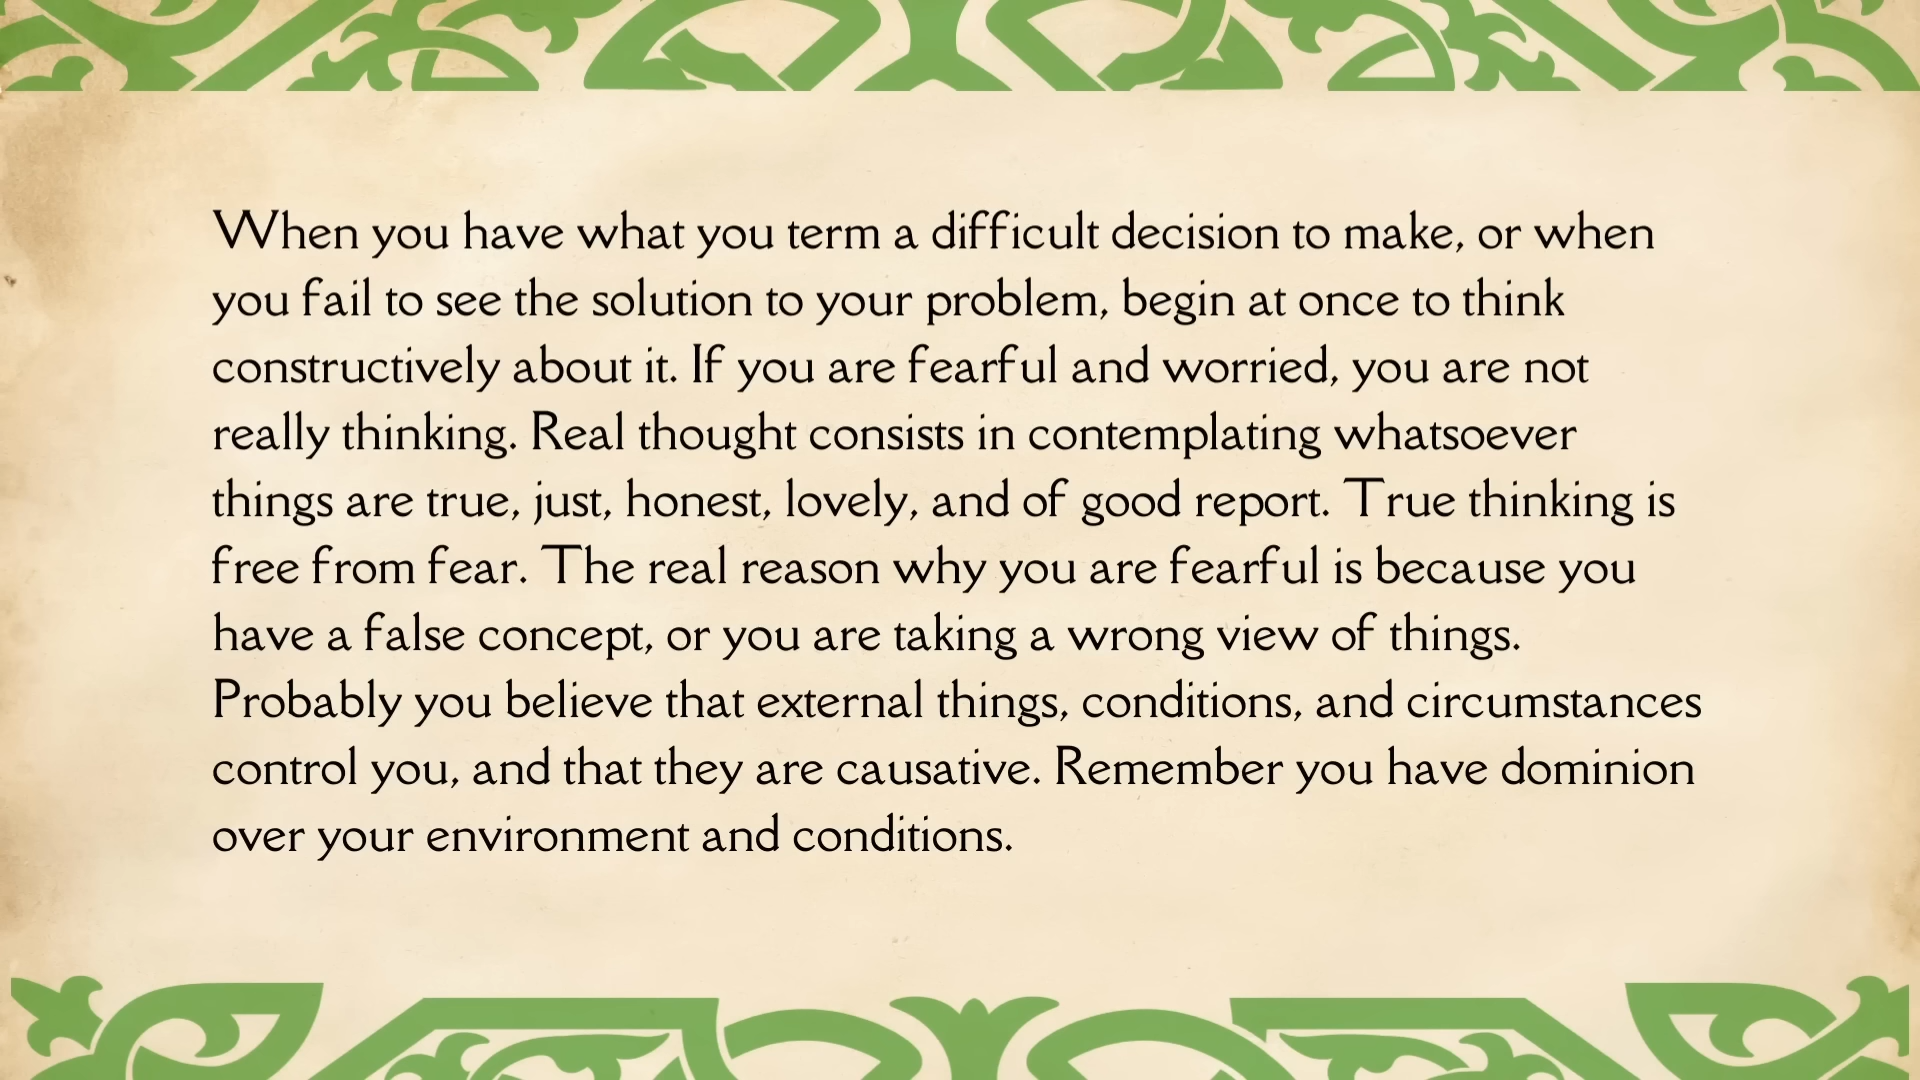 When you have what you term a difficult decision to make, or when
you fail to see the solution to your problem, begin at once to think
constructively about it. If you are fearful and worried, you are not
really thinking. Real thought consists in contemplating whatsoever
things are true, just, honest, lovely, and of good report. True thinking is
free from fear. The real reason why you are fearful is because you
have a false concept, or you are taking a wrong view of things.
Probably you believe that external things, conditions, and circumstances
control you, and that they are causative. Remember you have dominion
over your environment and conditions.